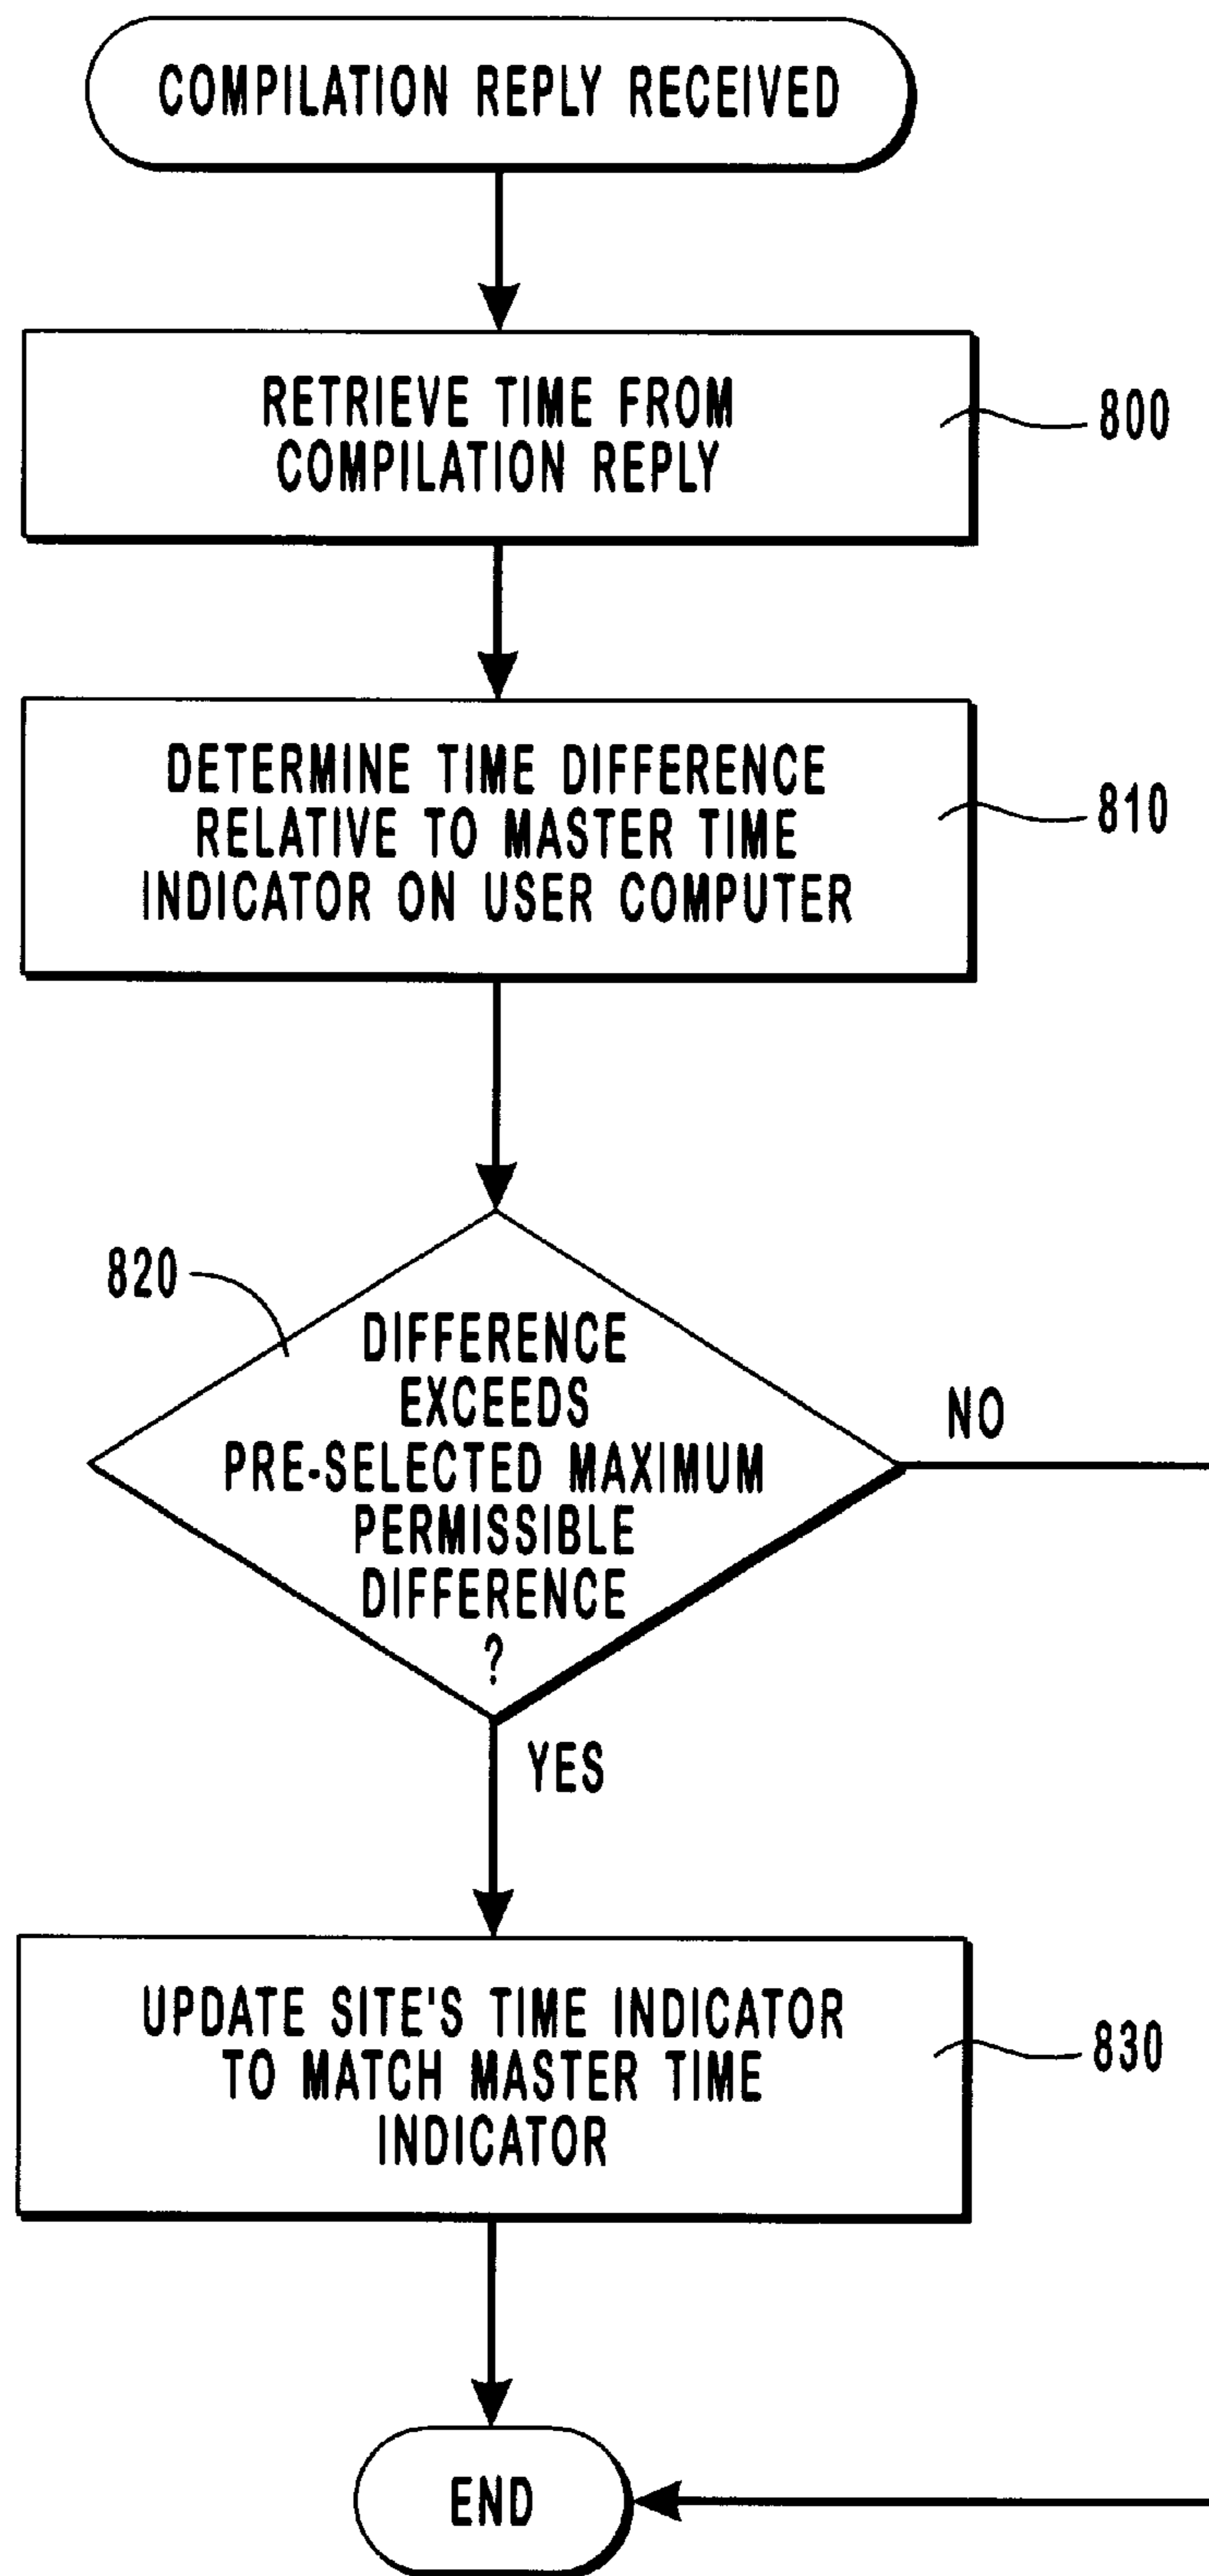 COMPILATION REPLY RECEIVED
RETRIEVE TIME FROM
COMPILATION REPLY
800
DETERMINE TIME DIFFERENCE
RELATIVE TO MASTER TIME
INDICATOR ON USER COMPUTER
810
820
DIFFERENCE
EXCEEDS
PRE-SELECTED MAXIMUM
PERMISSIBLE
DIFFERENCE
?
NO
YES
UPDATE SITE'S TIME INDICATOR
TO MATCH MASTER TIME
INDICATOR
830
END